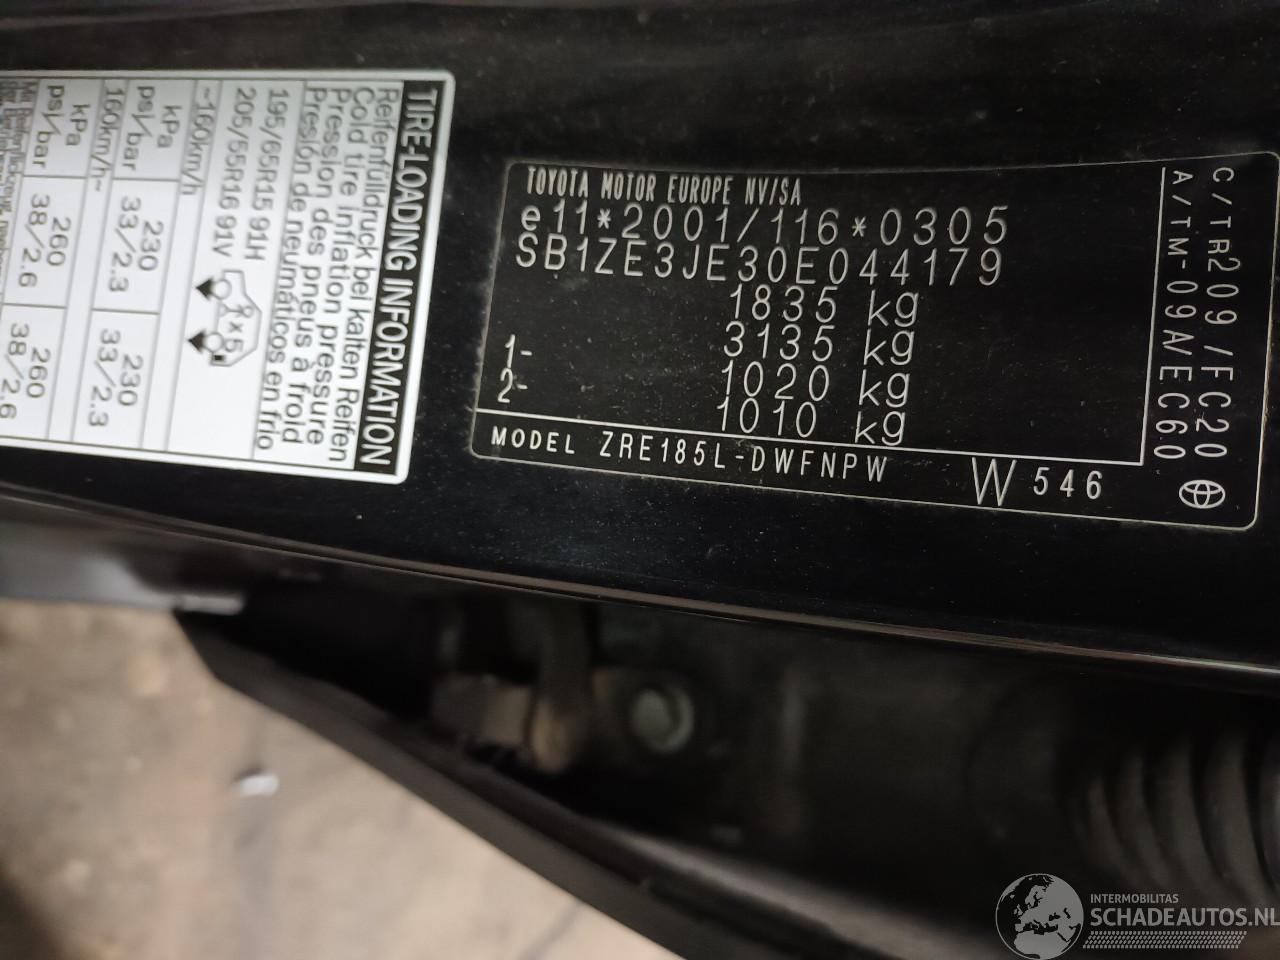 TIRE-LOADING INFORMATION
Reifenfülldruck bei kalten Reifen
Cold tire inflation pressure
Pression des pneus à froid
Presión de neumáticos en frío
195/65R15 91H
205/55R16 91V
×5
~160km/h
kPa 230 230
psi/bar 33/2.3 33/2.3
160km/h~
kPa 260 260
psi/bar 38/2.6 38/2.6
TOYOTA MOTOR EUROPE NV/SA
e11*2001/116*0305
SB1ZE3JE30E044179
1835 kg
3135 kg
1- 1020 kg
2- 1010 kg
MODEL ZRE185L-DWFNPW
W546
C/TR209/FC20
A/TM-09A/EC60
INTERMOBILITAS
SCHADEAUTOS.NL